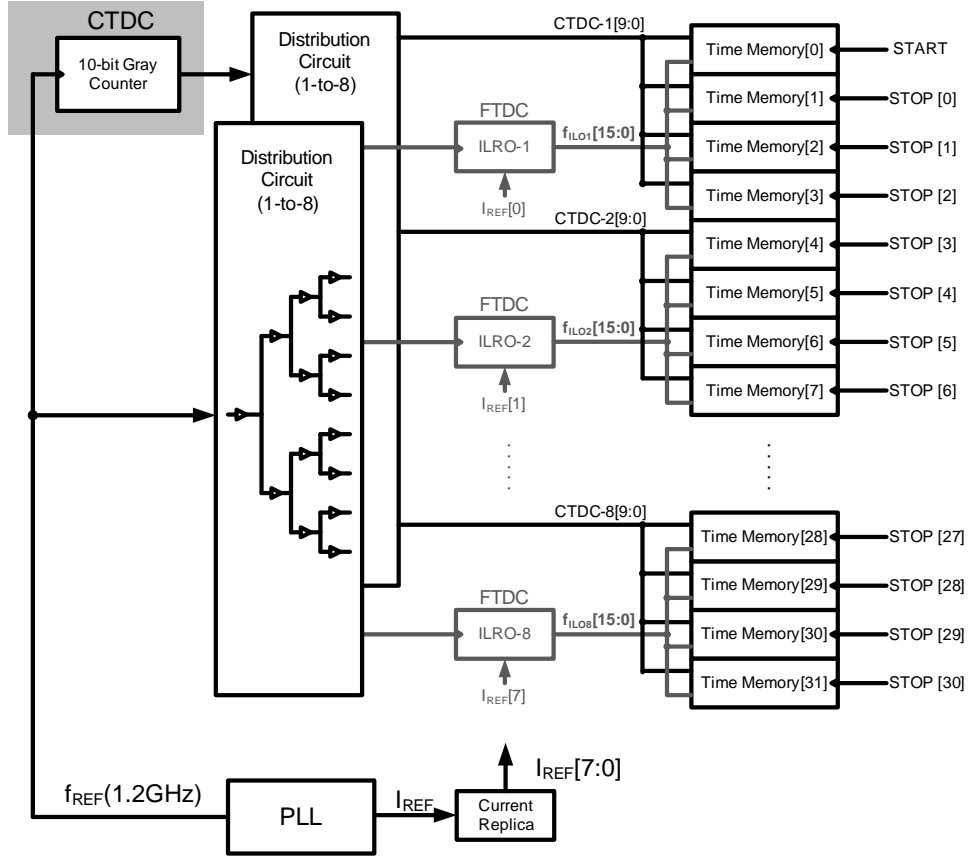 CTDC
10-bit Gray
Counter
Distribution
Circuit
(1-to-8)
Distribution
Circuit
(1-to-8)
CTDC-1[9:0]
FTDC
ILRO-1
fILO1[15:0]
IREF[0]
Time Memory[0]
START
Time Memory[1]
STOP [0]
Time Memory[2]
STOP [1]
Time Memory[3]
STOP [2]
CTDC-2[9:0]
FTDC
ILRO-2
fILO2[15:0]
IREF[1]
Time Memory[4]
STOP [3]
Time Memory[5]
STOP [4]
Time Memory[6]
STOP [5]
Time Memory[7]
STOP [6]
CTDC-8[9:0]
FTDC
ILRO-8
fILO8[15:0]
IREF[7]
Time Memory[28]
STOP [27]
Time Memory[29]
STOP [28]
Time Memory[30]
STOP [29]
Time Memory[31]
STOP [30]
fREF(1.2GHz)
PLL
IREF
Current
Replica
IREF[7:0]